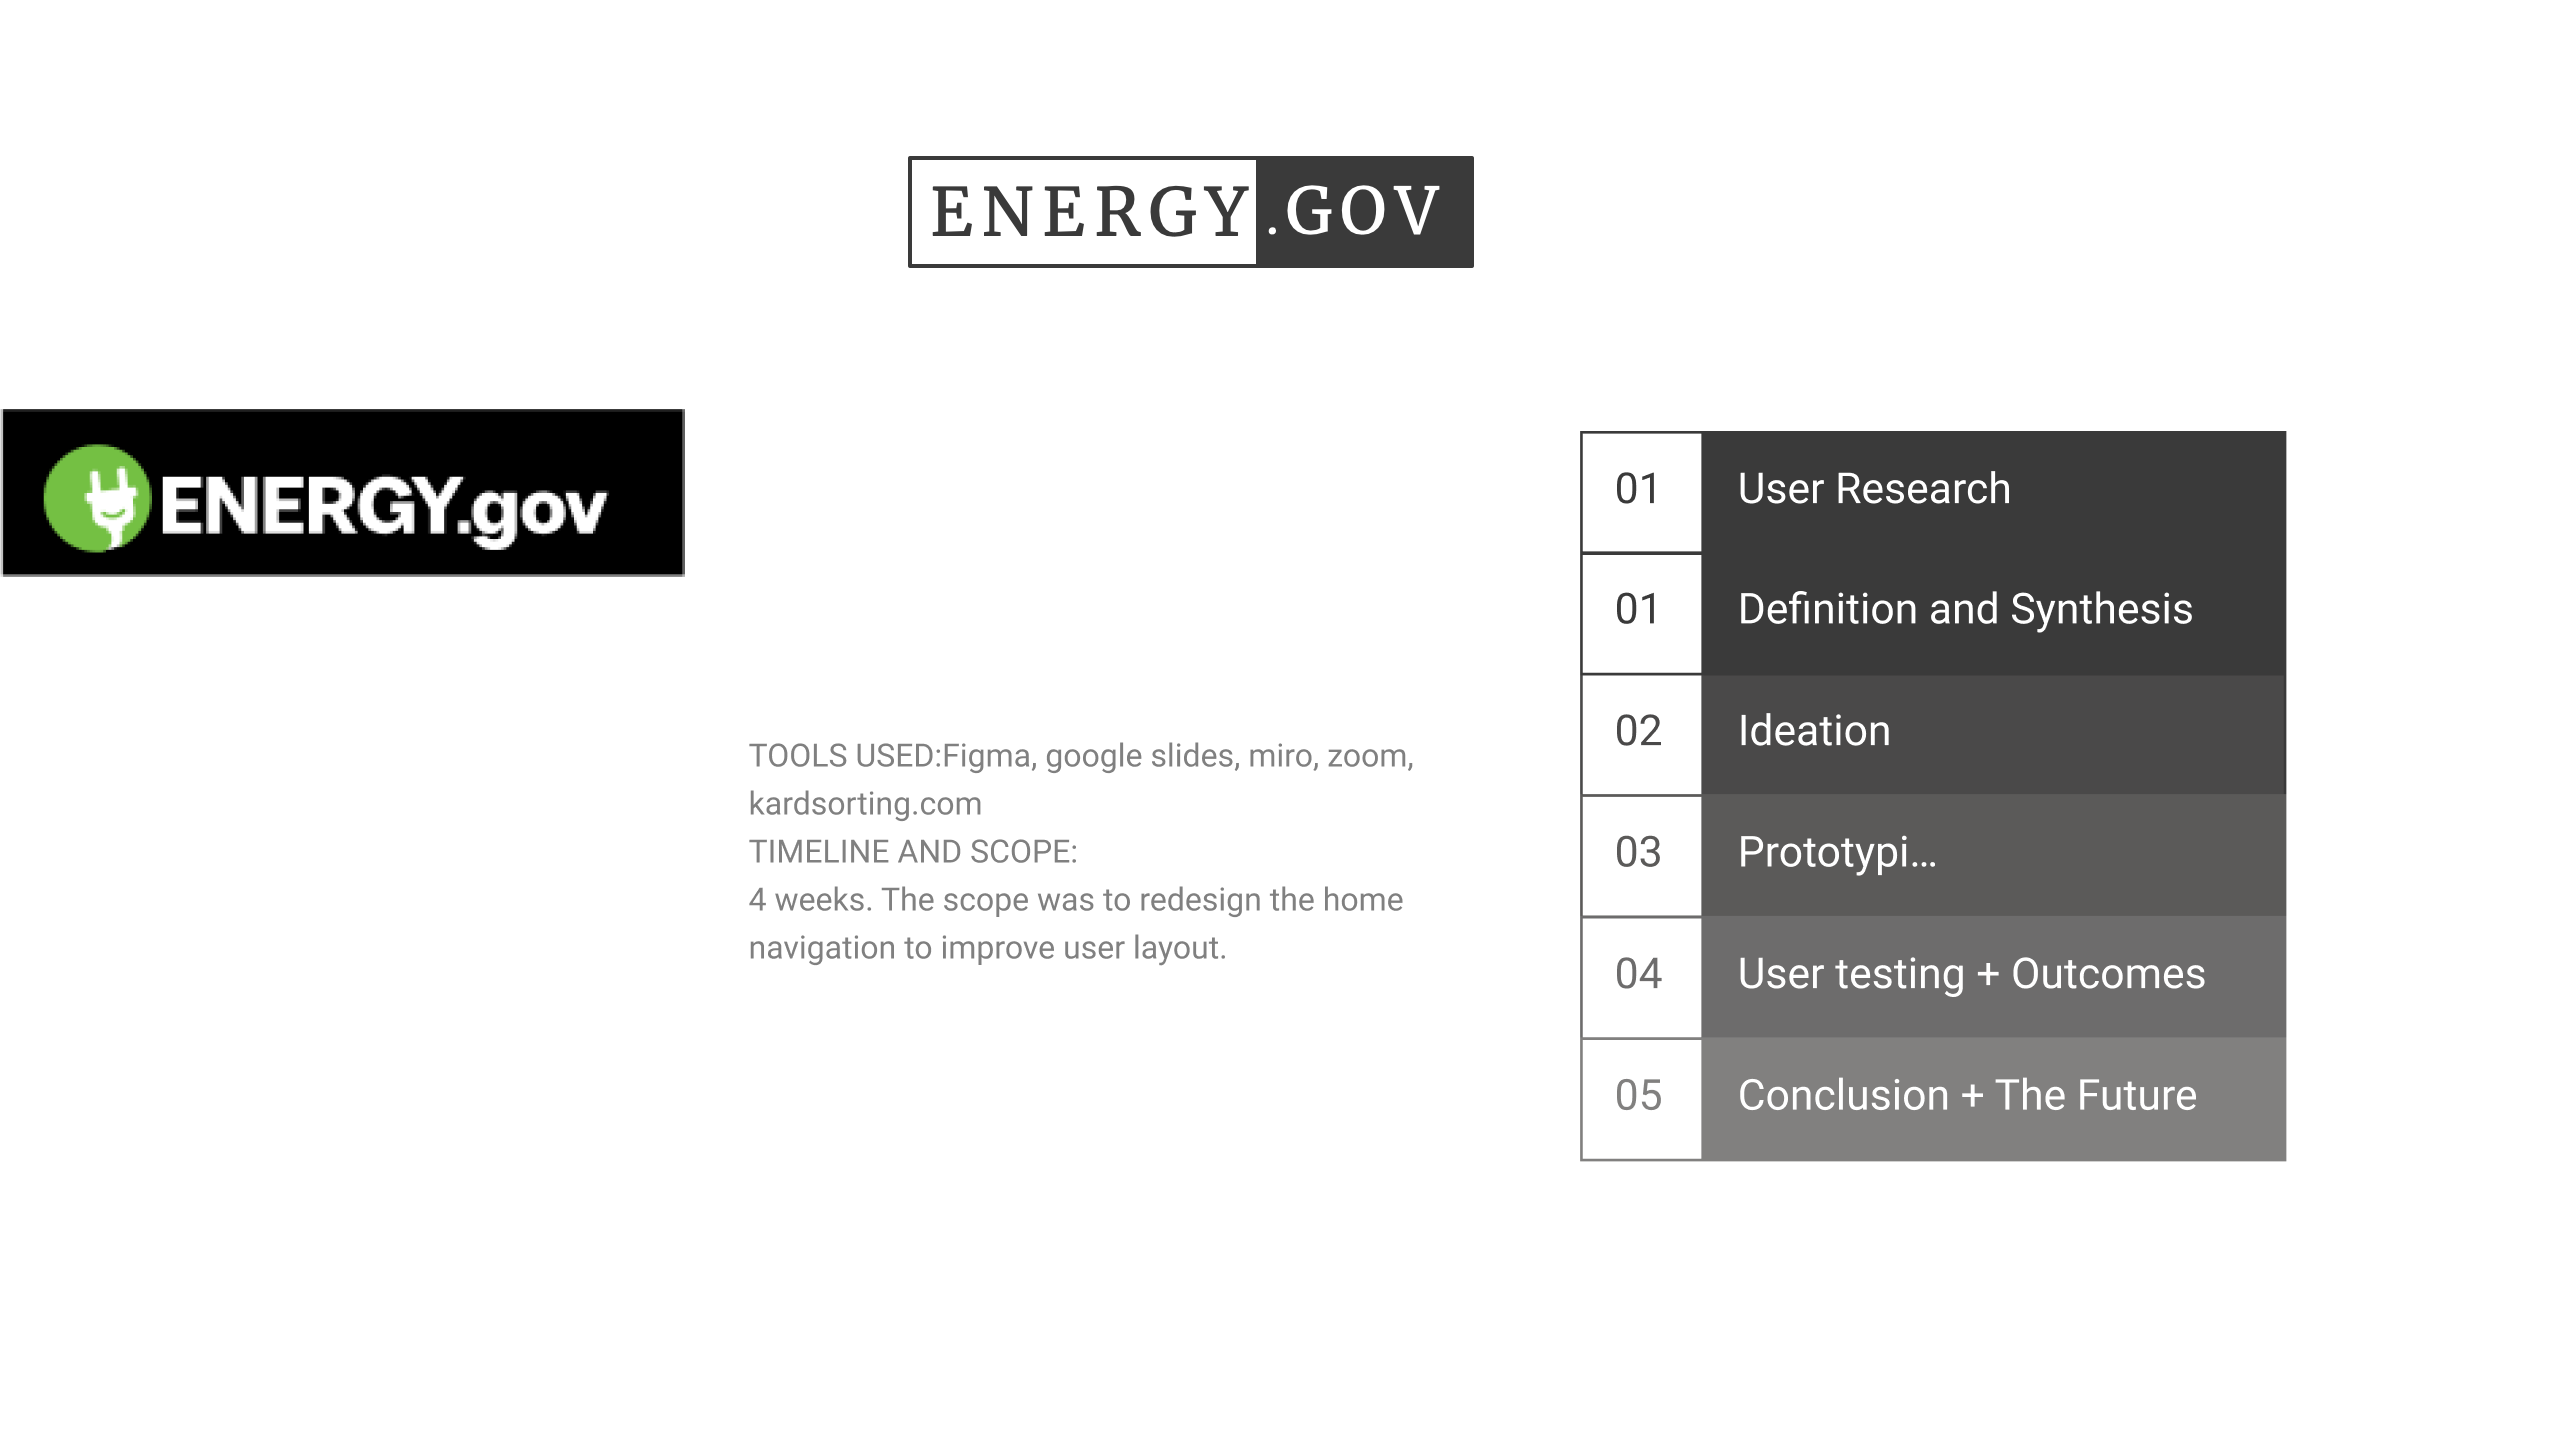 ENERGY.GOV
ENERGY.gov
TOOLS USED:Figma, google slides, miro, zoom,
kardsorting.com
TIMELINE AND SCOPE:
4 weeks. The scope was to redesign the home
navigation to improve user layout.
01 User Research
01 Definition and Synthesis
02 Ideation
03 Prototypi…
04 User testing + Outcomes
05 Conclusion + The Future